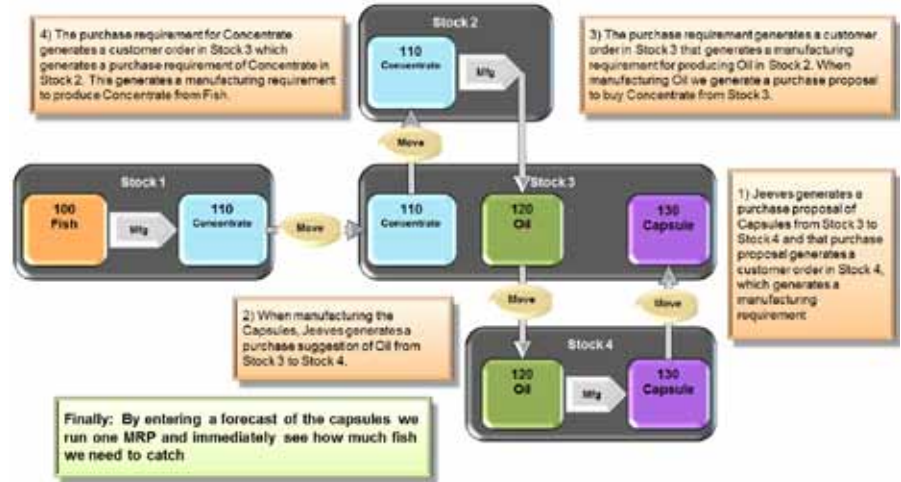 Stock 2
4) The purchase requirement for Concentrate
generates a customer order in Stock 3 which
generates a purchase requirement of Concentrate in
Stock 2. This generates a manufacturing requirement
to produce Concentrate from Fish.
110
Concentrate
Mfg
3) The purchase requirement generates a customer
order in Stock 3 that generates a manufacturing
requirement for producing Oil in Stock 2. When
manufacturing Oil we generate a purchase proposal
to buy Concentrate from Stock 3.
Move
Stock 1
100
Fish
Mfg
110
Concentrate
Move
Stock 3
110
Concentrate
120
Oil
130
Capsule
1) Jeeves generates a
purchase proposal of
Capsules from Stock 3 to
Stock 4 and that purchase
proposal generates a
customer order in Stock 4,
which generates a
manufacturing
requirement
Move
Move
2) When manufacturing the
Capsules, Jeeves generates a
purchase suggestion of Oil from
Stock 3 to Stock 4.
Stock 4
120
Oil
Mfg
130
Capsule
Finally: By entering a forecast of the capsules we
run one MRP and immediately see how much fish
we need to catch